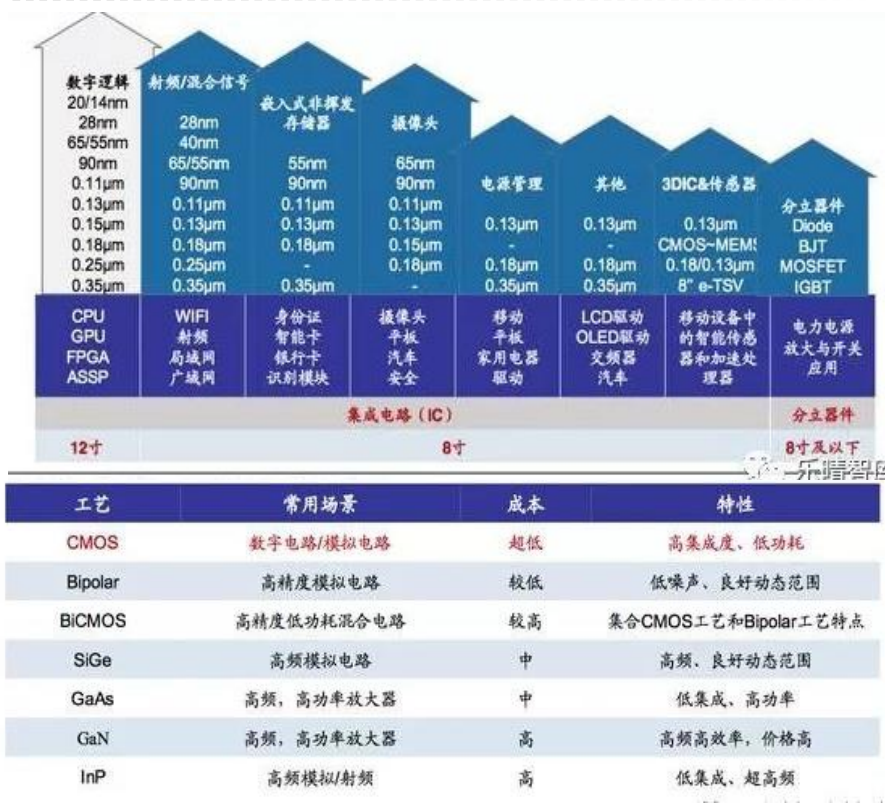 数字逻辑
20/14nm
28nm
65/55nm
90nm
0.11μm
0.13μm
0.15μm
0.18μm
0.25μm
0.35μm
射频/混合信号
28nm
40nm
65/55nm
90nm
0.11μm
0.13μm
0.18μm
0.25μm
0.35μm
嵌入式非挥发
存储器
55nm
90nm
0.11μm
0.13μm
0.18μm
-
0.35μm
摄像头
65nm
90nm
0.11μm
0.13μm
0.15μm
0.18μm
-
电源管理
0.13μm
-
0.18μm
0.35μm
其他
0.13μm
-
0.18μm
0.35μm
3DIC&传感器
0.13μm
CMOS~MEMS
0.18/0.13μm
8" e-TSV
分立器件
Diode
BJT
MOSFET
IGBT
CPU
GPU
FPGA
ASSP
WIFI
射频
局域网
广域网
身份证
智能卡
银行卡
识别模块
摄像头
平板
汽车
安全
移动
平板
家用电器
驱动
LCD驱动
OLED驱动
交频器
汽车
移动设备中
的智能传感
器和加速处
理器
电力电源
放大与开关
应用
集成电路（IC） 分立器件
12寸 8寸 8寸及以下
乐晴智
工艺 常用场景 成本 特性
CMOS 数字电路/模拟电路 超低 高集成度、低功耗
Bipolar 高精度模拟电路 较低 低噪声、良好动态范围
BiCMOS 高精度低功耗混合电路 较高 集合CMOS工艺和Bipolar工艺特点
SiGe 高频模拟电路 中 高频、良好动态范围
GaAs 高频，高功率放大器 中 低集成、高功率
GaN 高频，高功率放大器 高 高频高效率，价格高
InP 高频模拟/射频 高 低集成、超高频